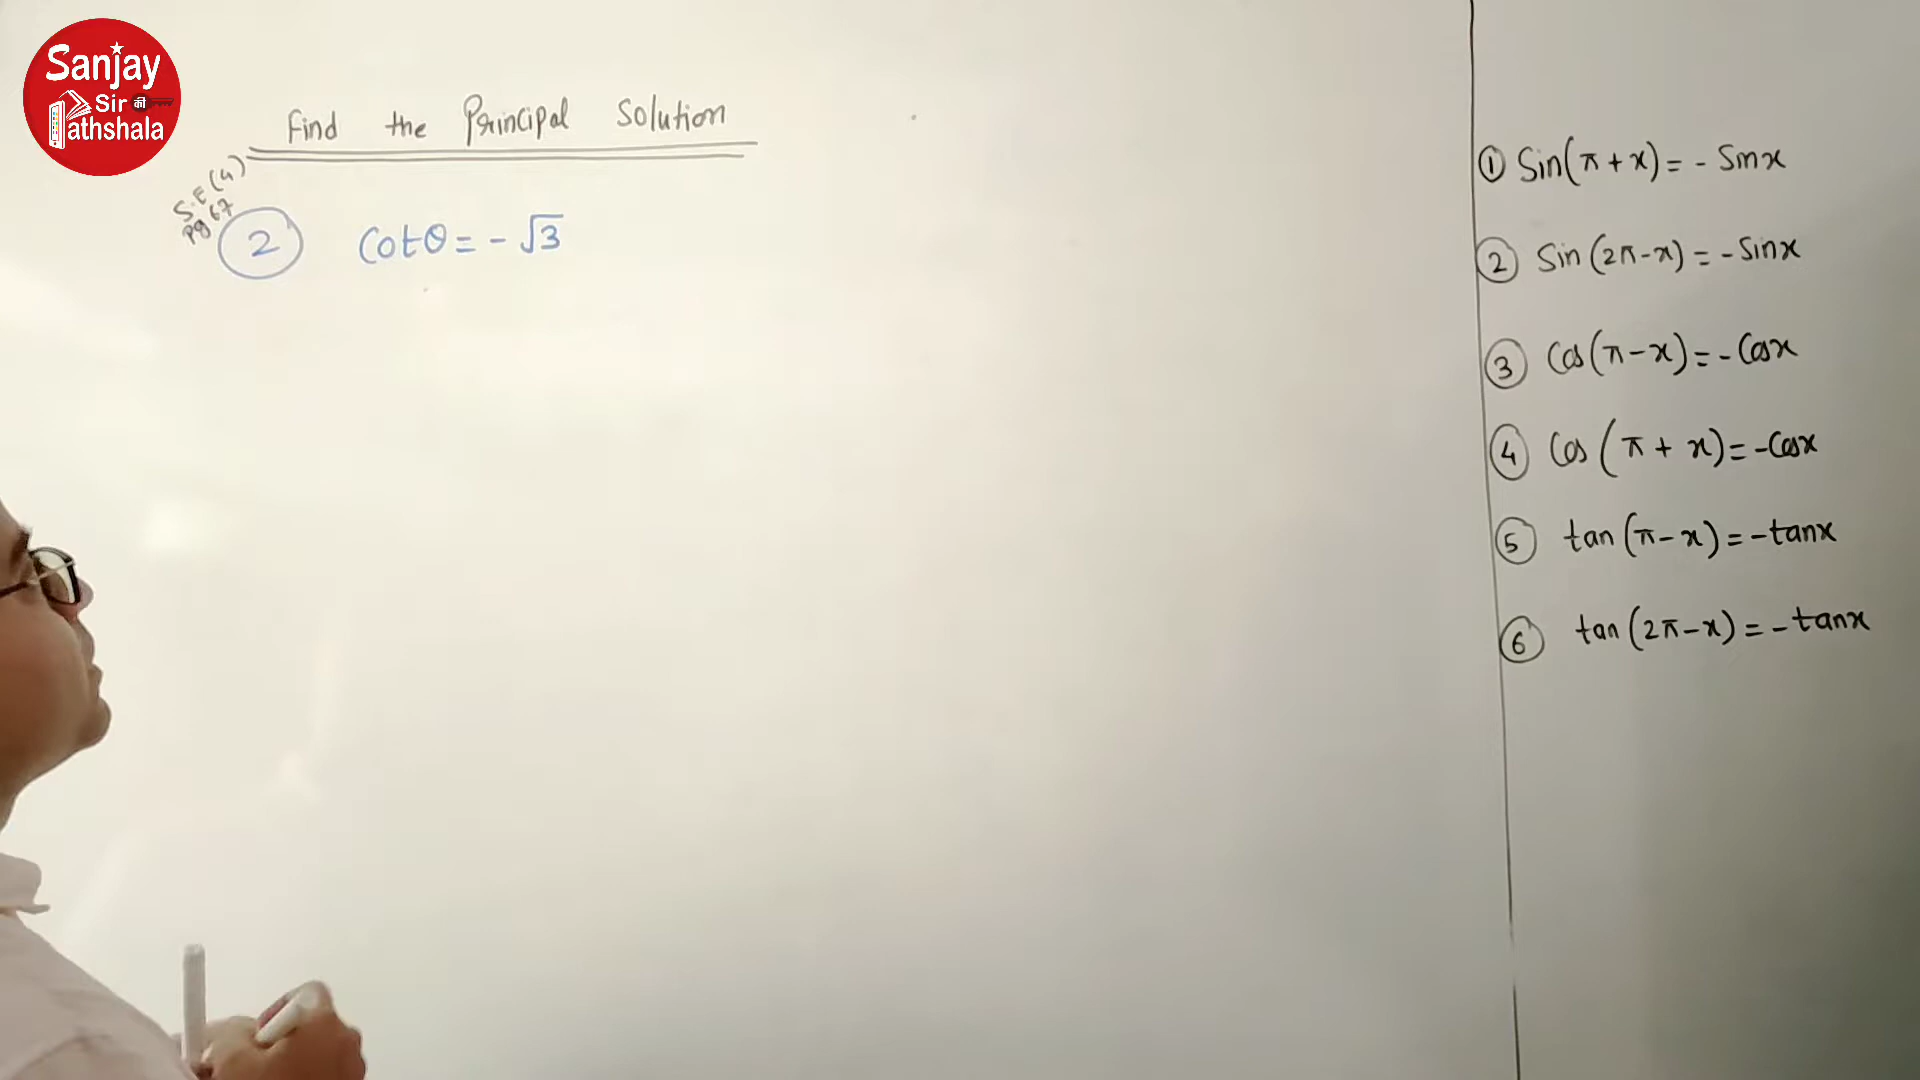 Sanjay
Sir की
Pathshala
Find the Principal Solution
S.E (4)
Pg 67
2 Cotθ = - √3
1 Sin(π + x) = - Sinx
2 Sin (2π - x) = - Sinx
3 Cos(π - x) = - Cosx
4 Cos (π + x) = - Cosx
5 tan (π - x) = - tanx
6 tan (2π - x) = - tanx